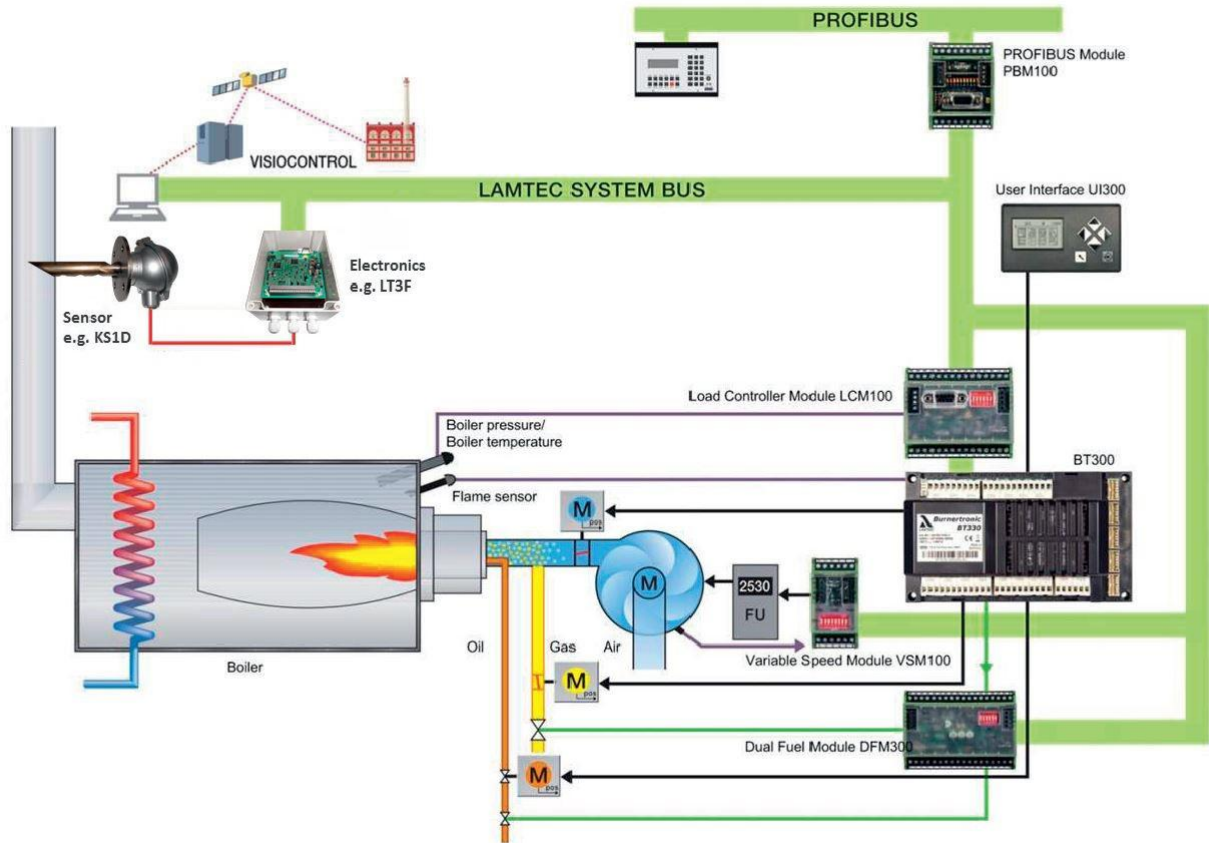 PROFIBUS
PROFIBUS Module
PBM100
VISIOCONTROL
LAMTEC SYSTEM BUS
User Interface UI300
Electronics
e.g. LT3F
Sensor
e.g. KS1D
Load Controller Module LCM100
Boiler pressure/
Boiler temperature
BT300
Flame sensor
M
pos
Burnertronic
BT330
M
2530
FU
Oil
Gas
Air
Boiler
Variable Speed Module VSM100
M
pos
Dual Fuel Module DFM300
M
pos